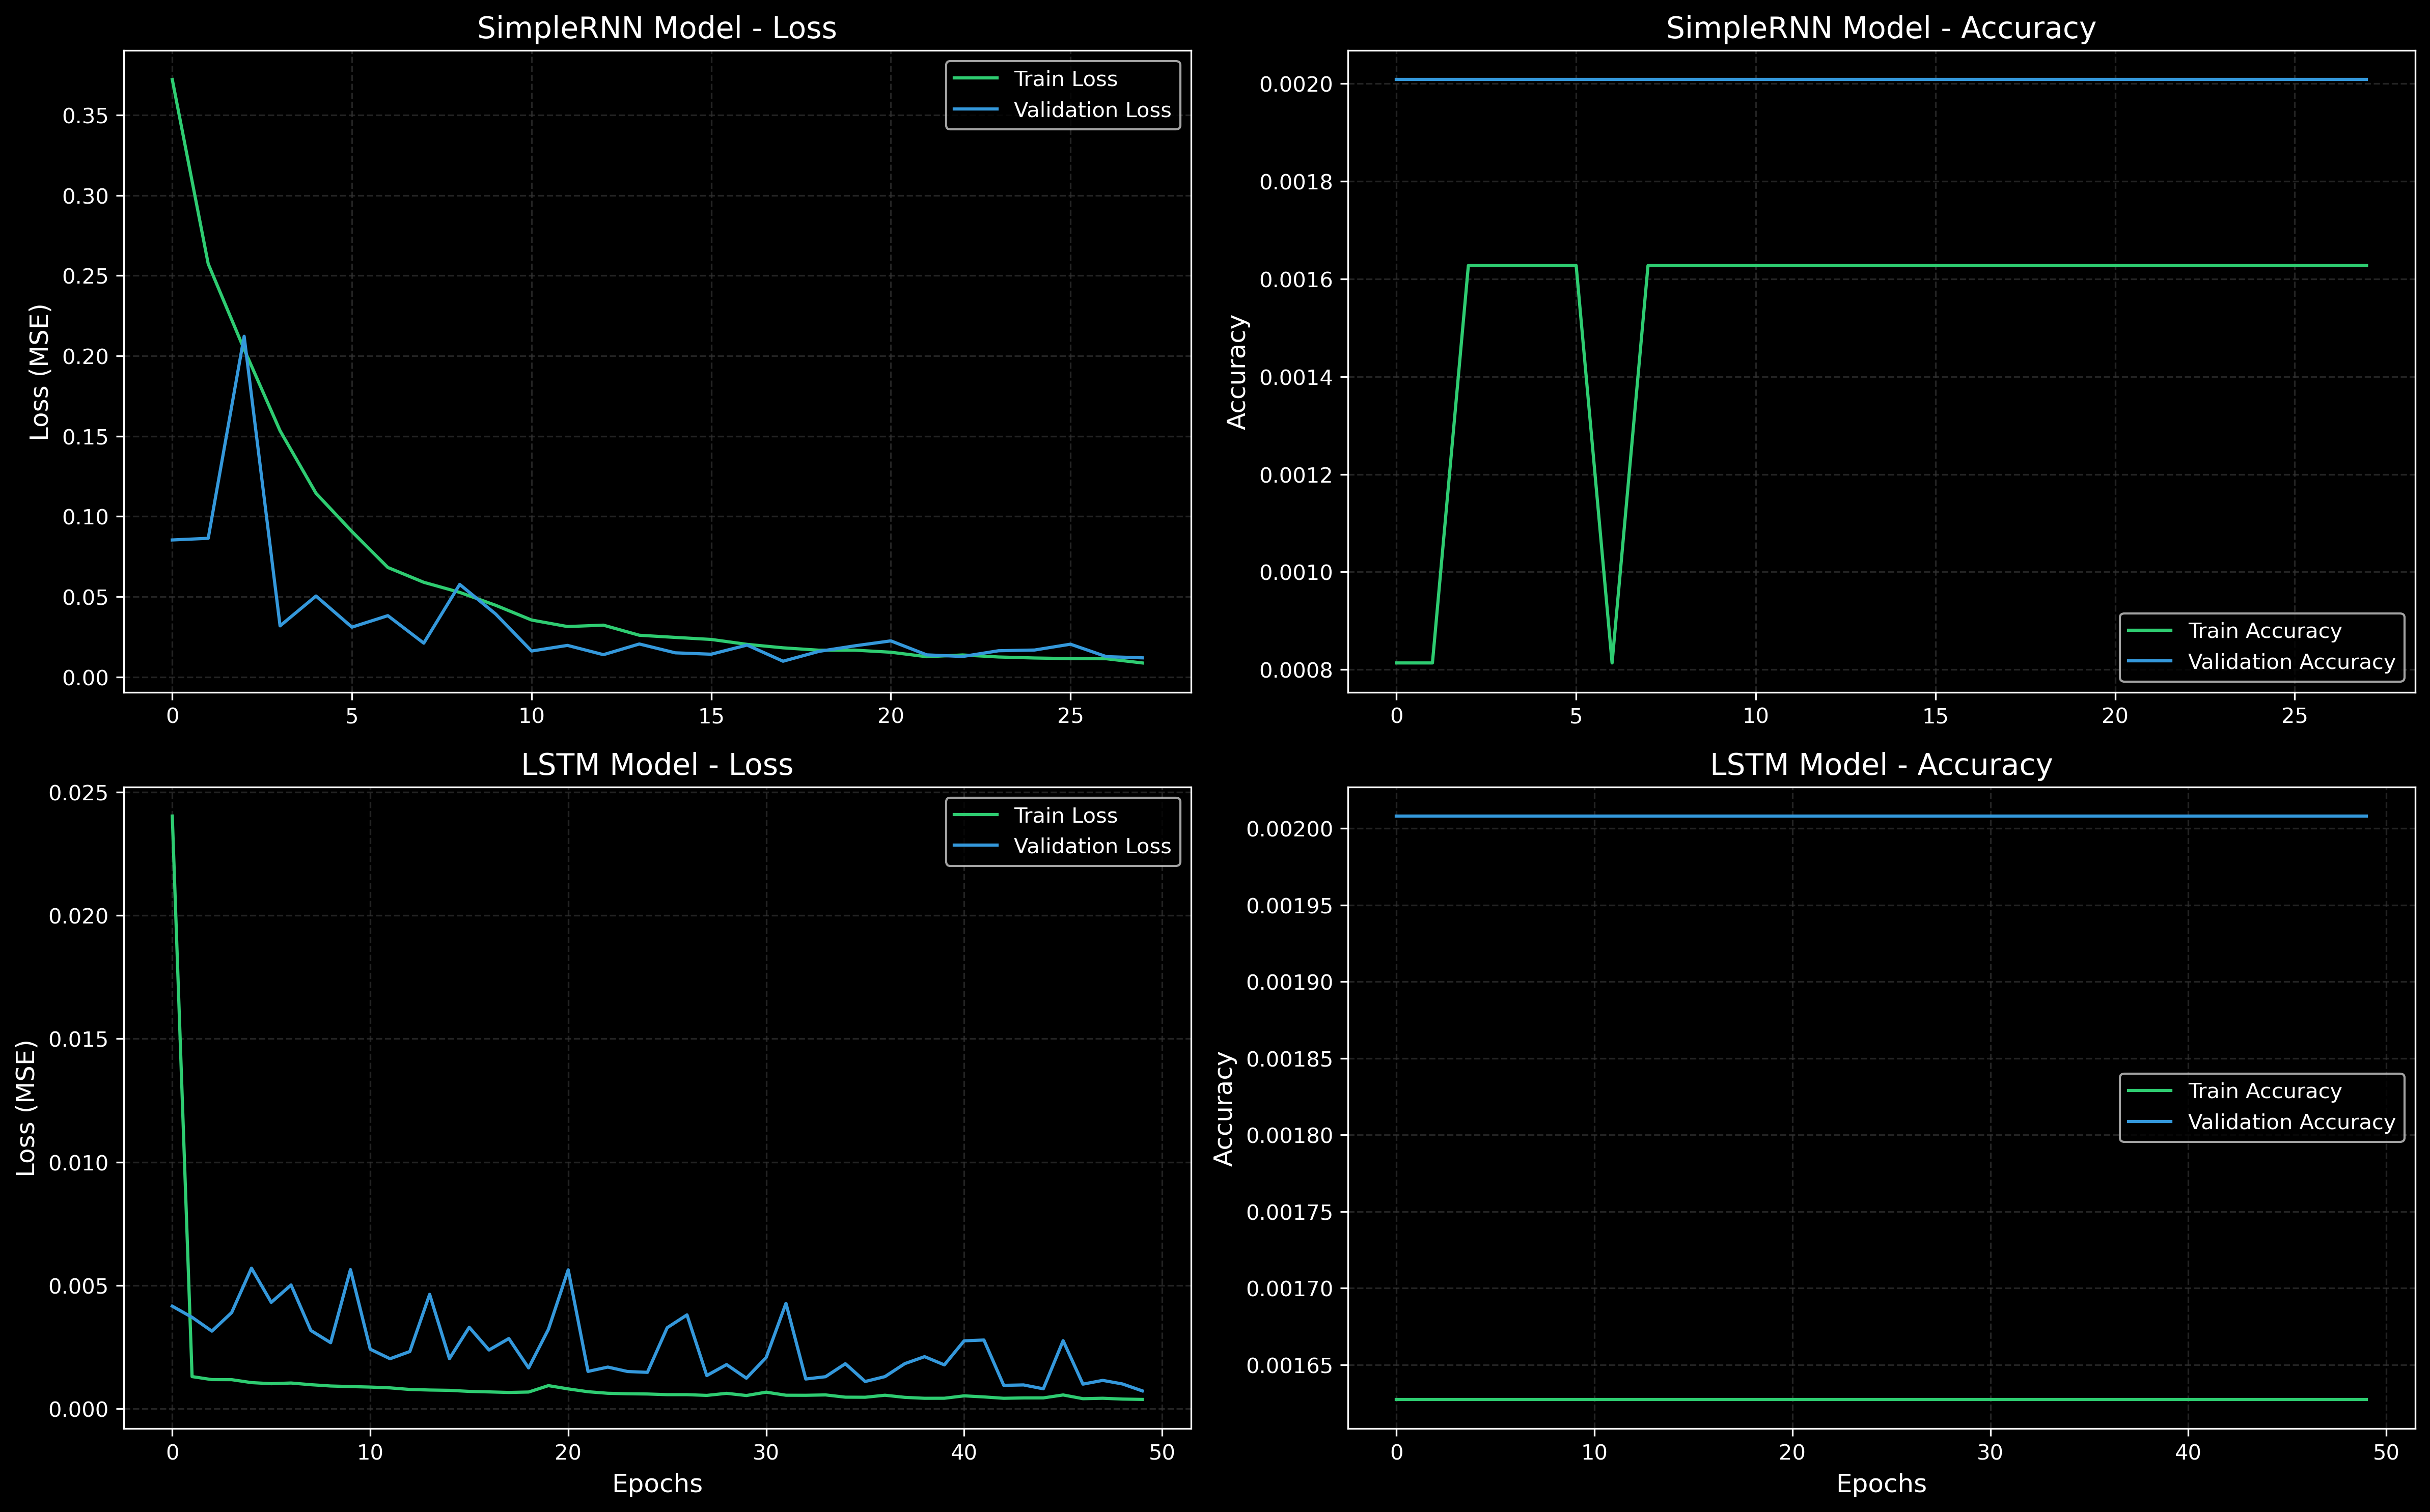 SimpleRNN Model - Loss
Loss (MSE)
0.35
0.30
0.25
0.20
0.15
0.10
0.05
0.00
0 5 10 15 20 25
Train Loss
Validation Loss
SimpleRNN Model - Accuracy
Accuracy
0.0020
0.0018
0.0016
0.0014
0.0012
0.0010
0.0008
0 5 10 15 20 25
Train Accuracy
Validation Accuracy
LSTM Model - Loss
Loss (MSE)
0.025
0.020
0.015
0.010
0.005
0.000
0 10 20 30 40 50
Epochs
Train Loss
Validation Loss
LSTM Model - Accuracy
Accuracy
0.00200
0.00195
0.00190
0.00185
0.00180
0.00175
0.00170
0.00165
0 10 20 30 40 50
Epochs
Train Accuracy
Validation Accuracy